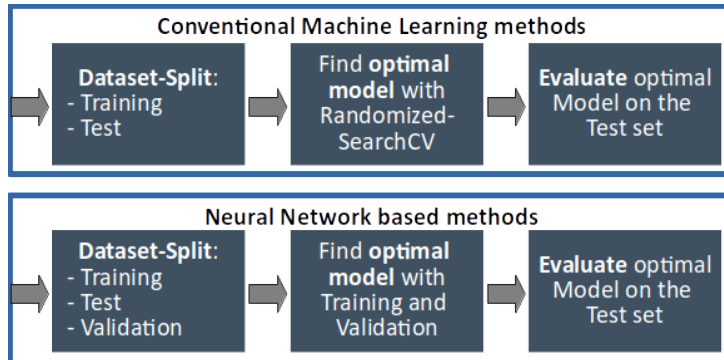 Conventional Machine Learning methods
Dataset-Split:
- Training
- Test
Find optimal
model with
Randomized-
SearchCV
Evaluate optimal
Model on the
Test set
Neural Network based methods
Dataset-Split:
- Training
- Test
- Validation
Find optimal
model with
Training and
Validation
Evaluate optimal
Model on the
Test set